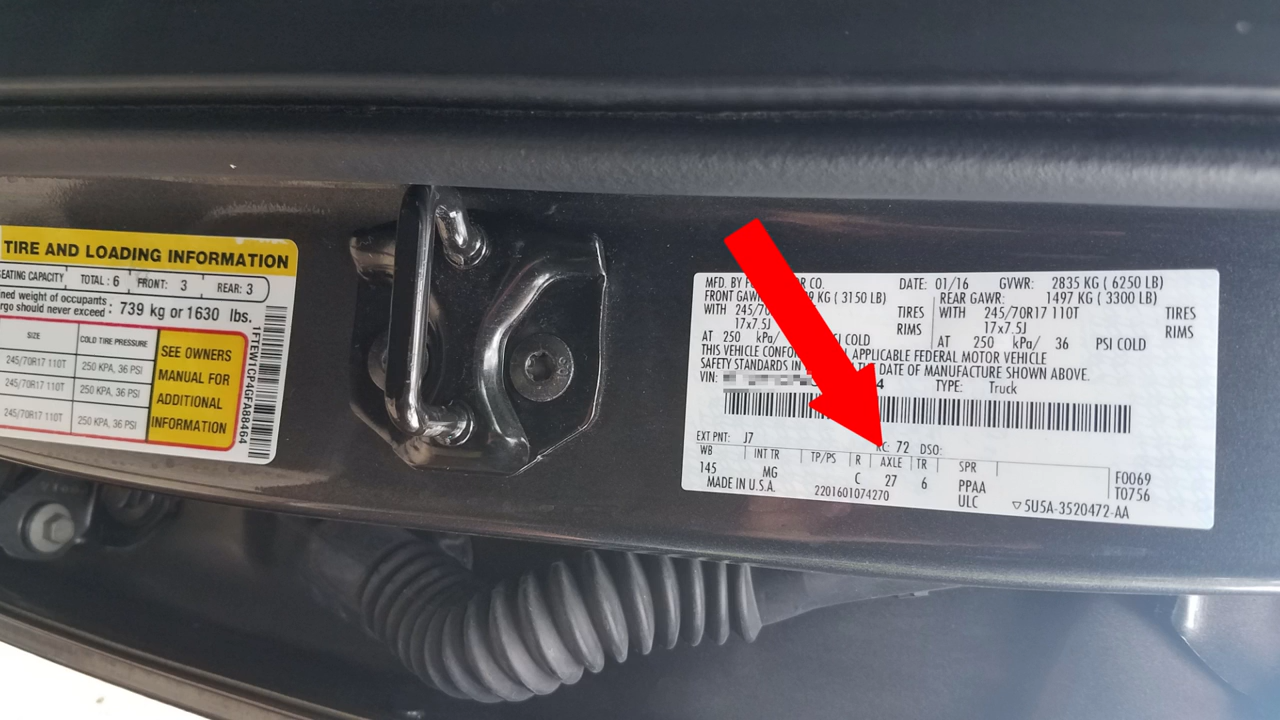 TIRE AND LOADING INFORMATION
SEATING CAPACITY TOTAL : 6 FRONT: 3 REAR: 3
weight of occupants
should never exceed : 739 kg or 1630 lbs.
SIZE COLD TIRE PRESSURE
245/70R17 110T 250 KPA, 36 PSI
245/70R17 110T 250 KPA, 36 PSI
245/70R17 110T 250 KPA, 36 PSI
SEE OWNERS
MANUAL FOR
ADDITIONAL
INFORMATION
1FTEW1CP4GFA88464
MFD. BY CO. DATE: 01/16 GVWR: 2835 KG ( 6250 LB)
FRONT KG ( 3150 LB) REAR GAWR: 1497 KG ( 3300 LB)
WITH TIRES WITH 245/70R17 110T TIRES
17x7.5J RIMS 17x7.5J RIMS
AT 250 kPa/ PSI COLD AT 250 kPa/ 36 PSI COLD
THIS VEHICLE APPLICABLE FEDERAL MOTOR VEHICLE
SAFETY STANDARDS IN THE DATE OF MANUFACTURE SHOWN ABOVE.
VIN: 4 TYPE: Truck
EXT PNT: J7 72 DSO:
WB INT TR TP/PS R AXLE TR SPR
145 MG C 27 6 PPAA F0069
MADE IN U.S.A. 2201601074270 ULC T0756
▽5U5A-3520472-AA